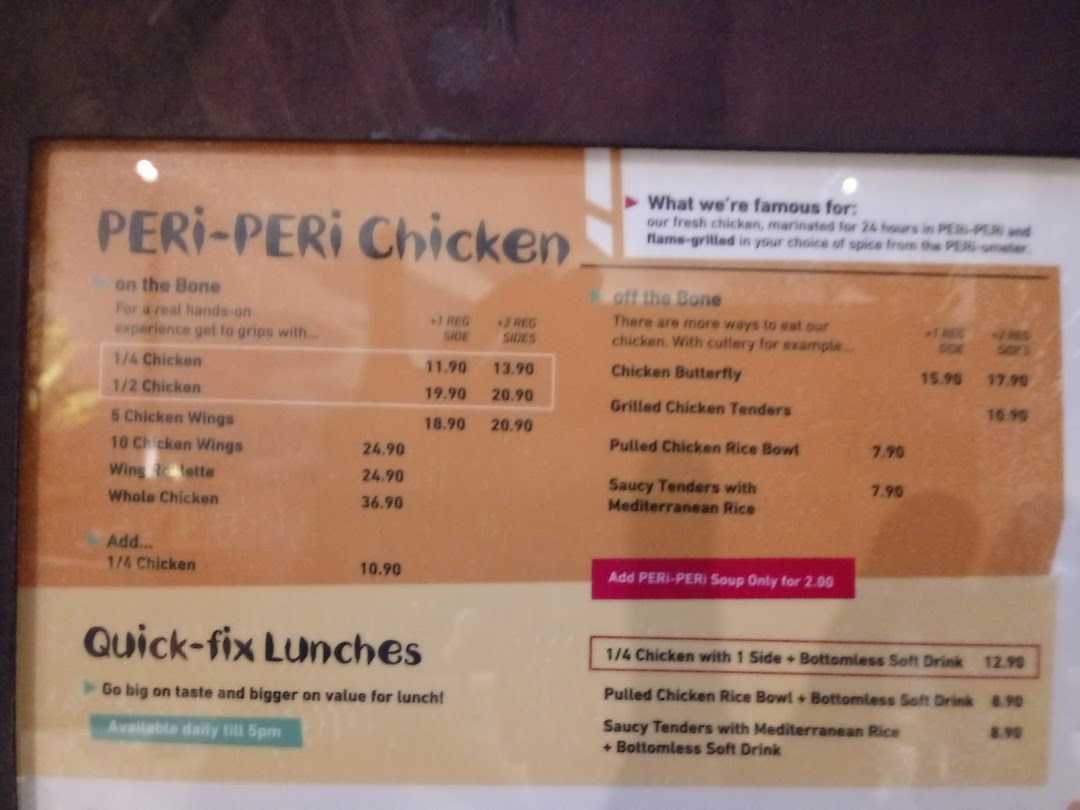 PERi-PERi Chicken
What we're famous for:
our fresh chicken, marinated for 24 hours in PERi-PERi and
flame-grilled in your choice of spice from the PERi-ometer.
on the Bone
For a real hands-on
experience get to grips with...
+1 REG SIDE +2 REG SIDES
1/4 Chicken 11.90 13.90
1/2 Chicken 19.90 20.90
5 Chicken Wings 18.90 20.90
10 Chicken Wings 24.90
Wing Roulette 24.90
Whole Chicken 36.90
Add...
1/4 Chicken 10.90
off the Bone
There are more ways to eat our
chicken. With cutlery for example...
+1 REG SIDE +2 REG SIDES
Chicken Butterfly 15.90 17.90
Grilled Chicken Tenders
Pulled Chicken Rice Bowl 7.90
Saucy Tenders with 7.90
Mediterranean Rice
Add PERi-PERi Soup Only for 2.00
Quick-fix Lunches
Go big on taste and bigger on value for lunch!
Available daily till 5pm
1/4 Chicken with 1 Side + Bottomless Soft Drink 12.90
Pulled Chicken Rice Bowl + Bottomless Soft Drink 8.90
Saucy Tenders with Mediterranean Rice 8.90
+ Bottomless Soft Drink